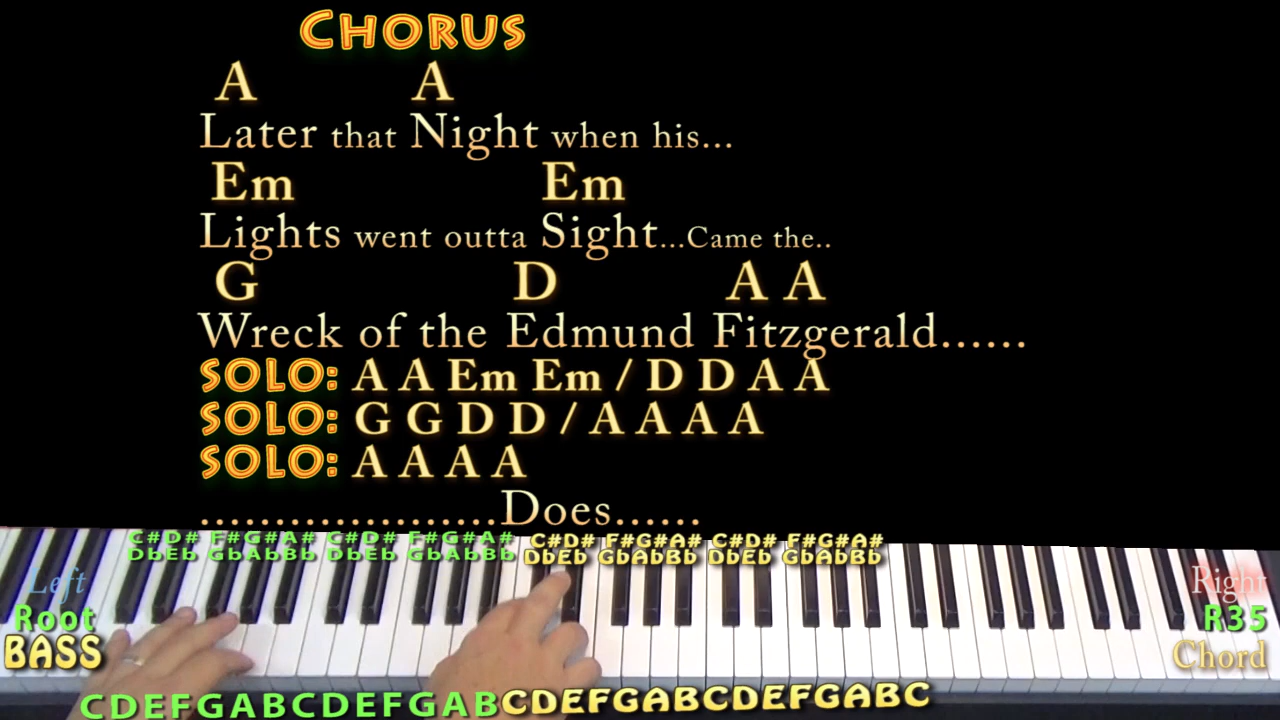 CHORUS
A A
Later that Night when his...
Em Em
Lights went outta Sight...Came the..
G D A A
Wreck of the Edmund Fitzgerald......
SOLO: A A Em Em / D D A A
SOLO: G G D D / A A A A
SOLO: A A A A
....................Does......
C#D# F#G#A# C#D# F#G#A# C#D# F#G#A# C#D# F#G#A#
DbEb GbAbBb DbEb GbAbBb DbEb GbAbBb DbEb GbAbBb
Left
Root
BASS
Right
R35
Chord
CDEFGABCDEFGABCDEFGABCDEFGABC